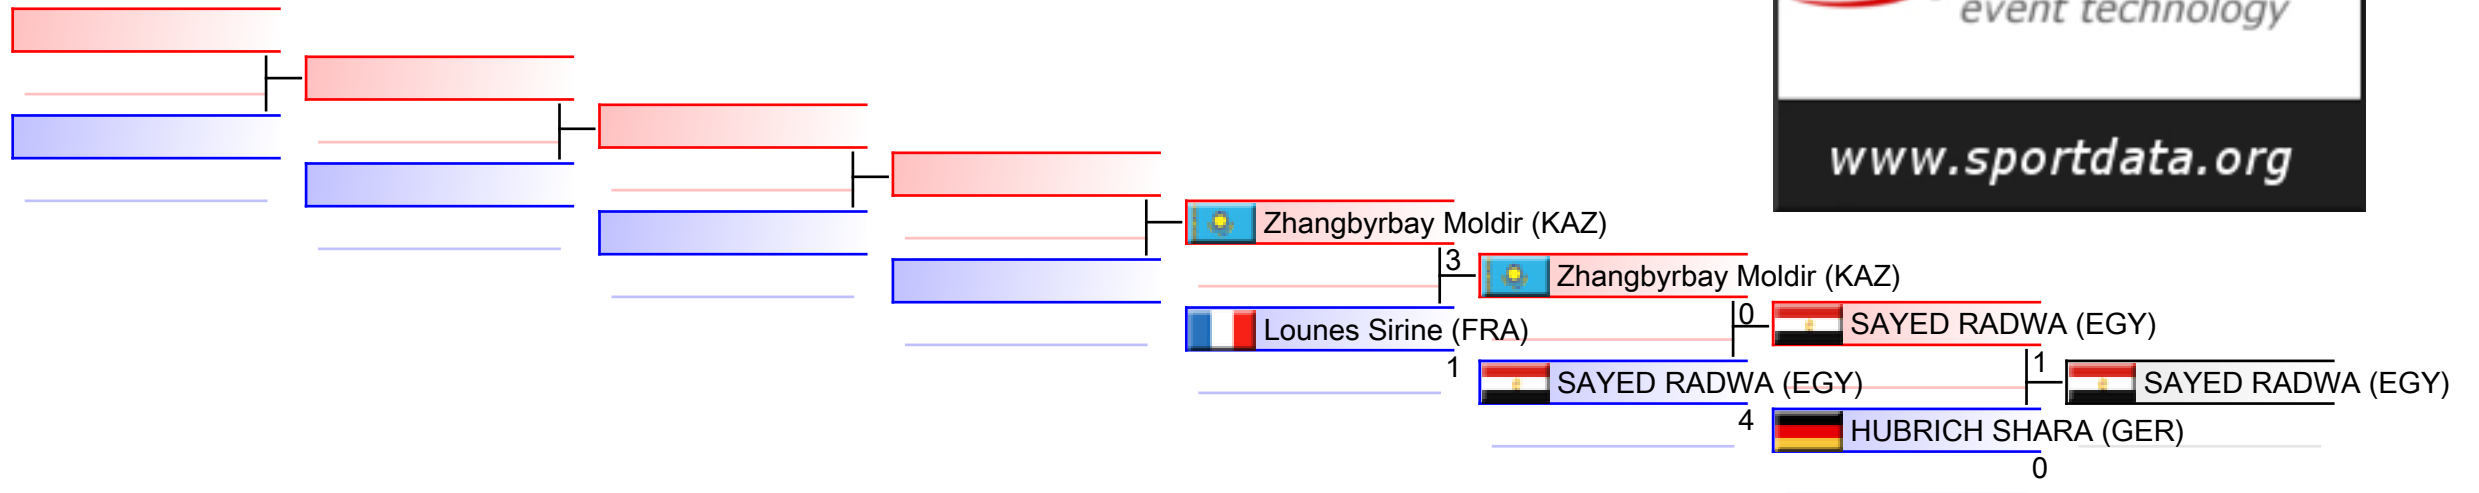 event technology
www.sportdata.org
Zhangbyrbay Moldir (KAZ)
3
Zhangbyrbay Moldir (KAZ)
0
Lounes Sirine (FRA)
1
SAYED RADWA (EGY)
1
SAYED RADWA (EGY)
4
SAYED RADWA (EGY)
HUBRICH SHARA (GER)
0